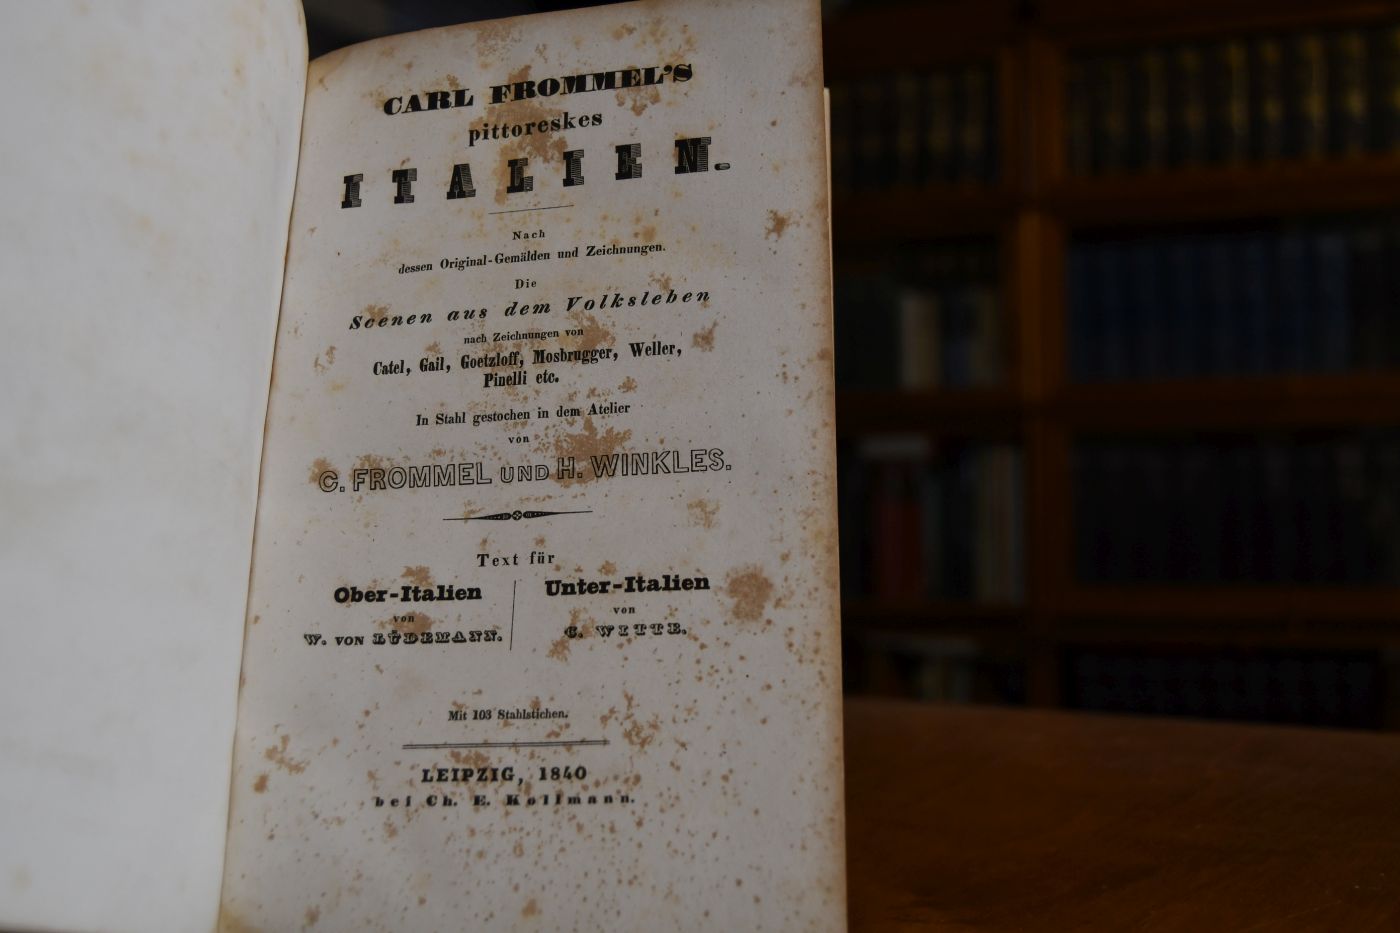 CARL FROMMEL'S
pittoreskes
ITALIEN.
Nach
dessen Original-Gemälden und Zeichnungen.
Die
Scenen aus dem Volksleben
nach Zeichnungen von
Catel, Gail, Goetzloff, Mosbrugger, Weller,
Pinelli etc.
In Stahl gestochen in dem Atelier
von
C. FROMMEL UND H. WINKLES.
Text für
Ober-Italien
von
W. VON LÜDEMANN.
Unter-Italien
von
C. WITTE.
Mit 103 Stahlstichen.
LEIPZIG, 1840
bei Ch. E. Kollmann.